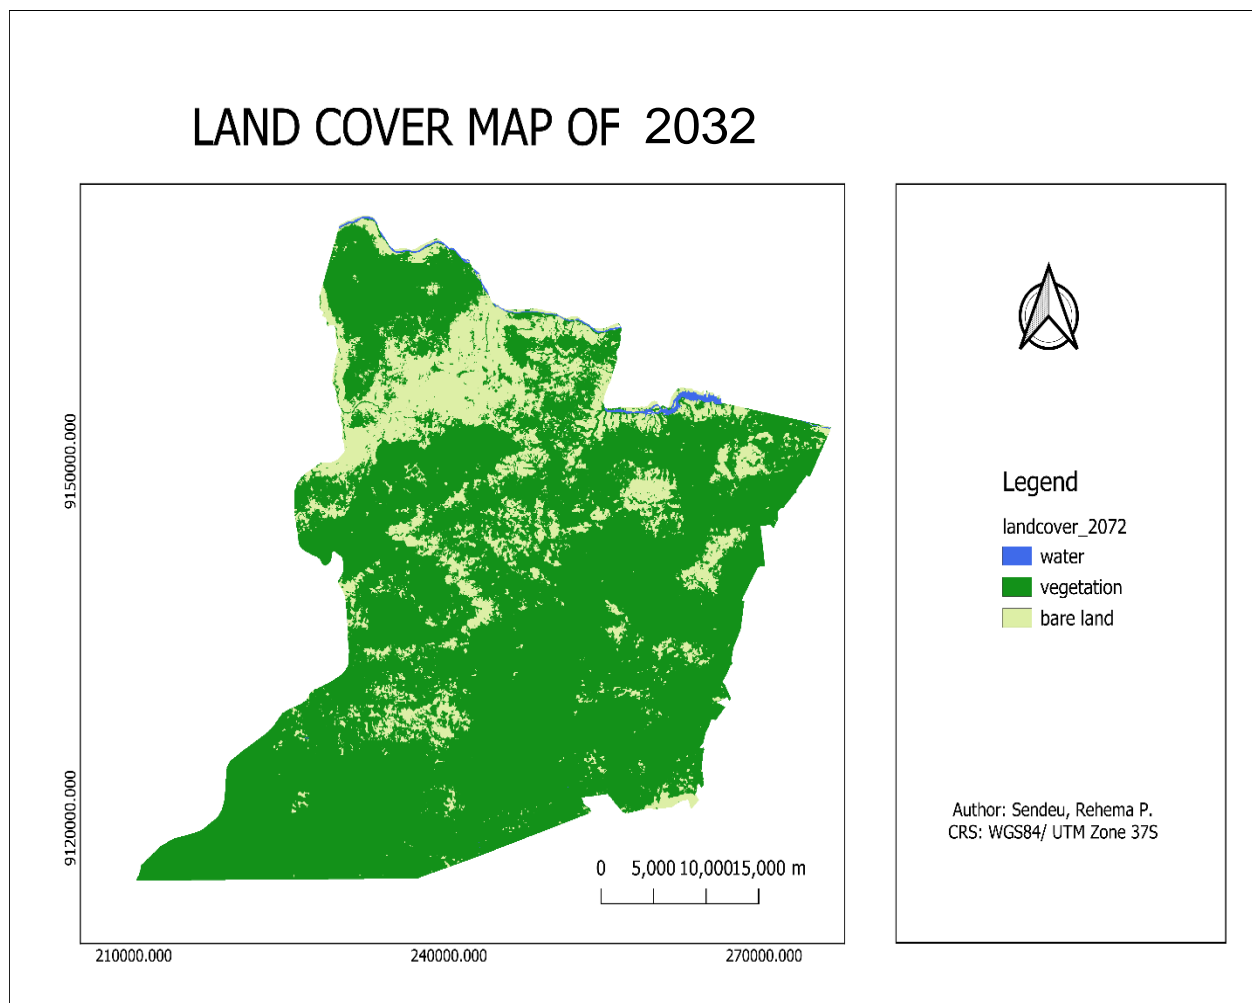 LAND COVER MAP OF 2032
9150000.000
9120000.000
210000.000 240000.000 270000.000
0 5,000 10,00015,000 m
Legend
landcover_2072
water
vegetation
bare land
Author: Sendeu, Rehema P.
CRS: WGS84/ UTM Zone 37S